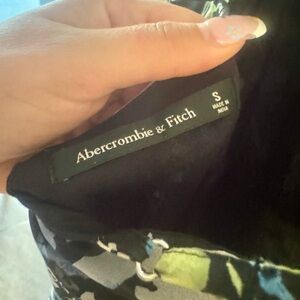 Abercrombie & Fitch
S
MADE IN
INDIA